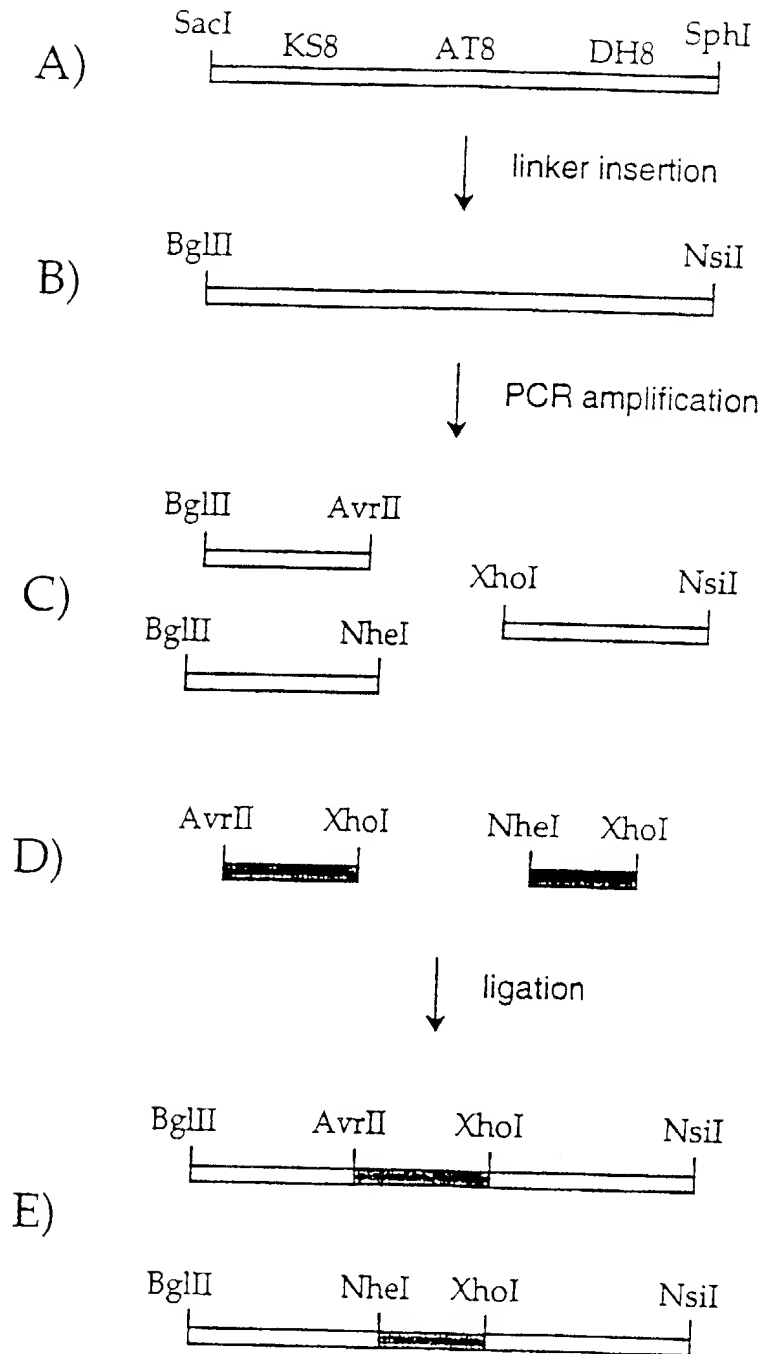 A)
SacI KS8 AT8 DH8 SphI
linker insertion
B)
BglII NsiI
PCR amplification
C)
BglII AvrII
XhoI NsiI
BglII NheI
D)
AvrII XhoI NheI XhoI
ligation
E)
BglII AvrII XhoI NsiI
BglII NheI XhoI NsiI